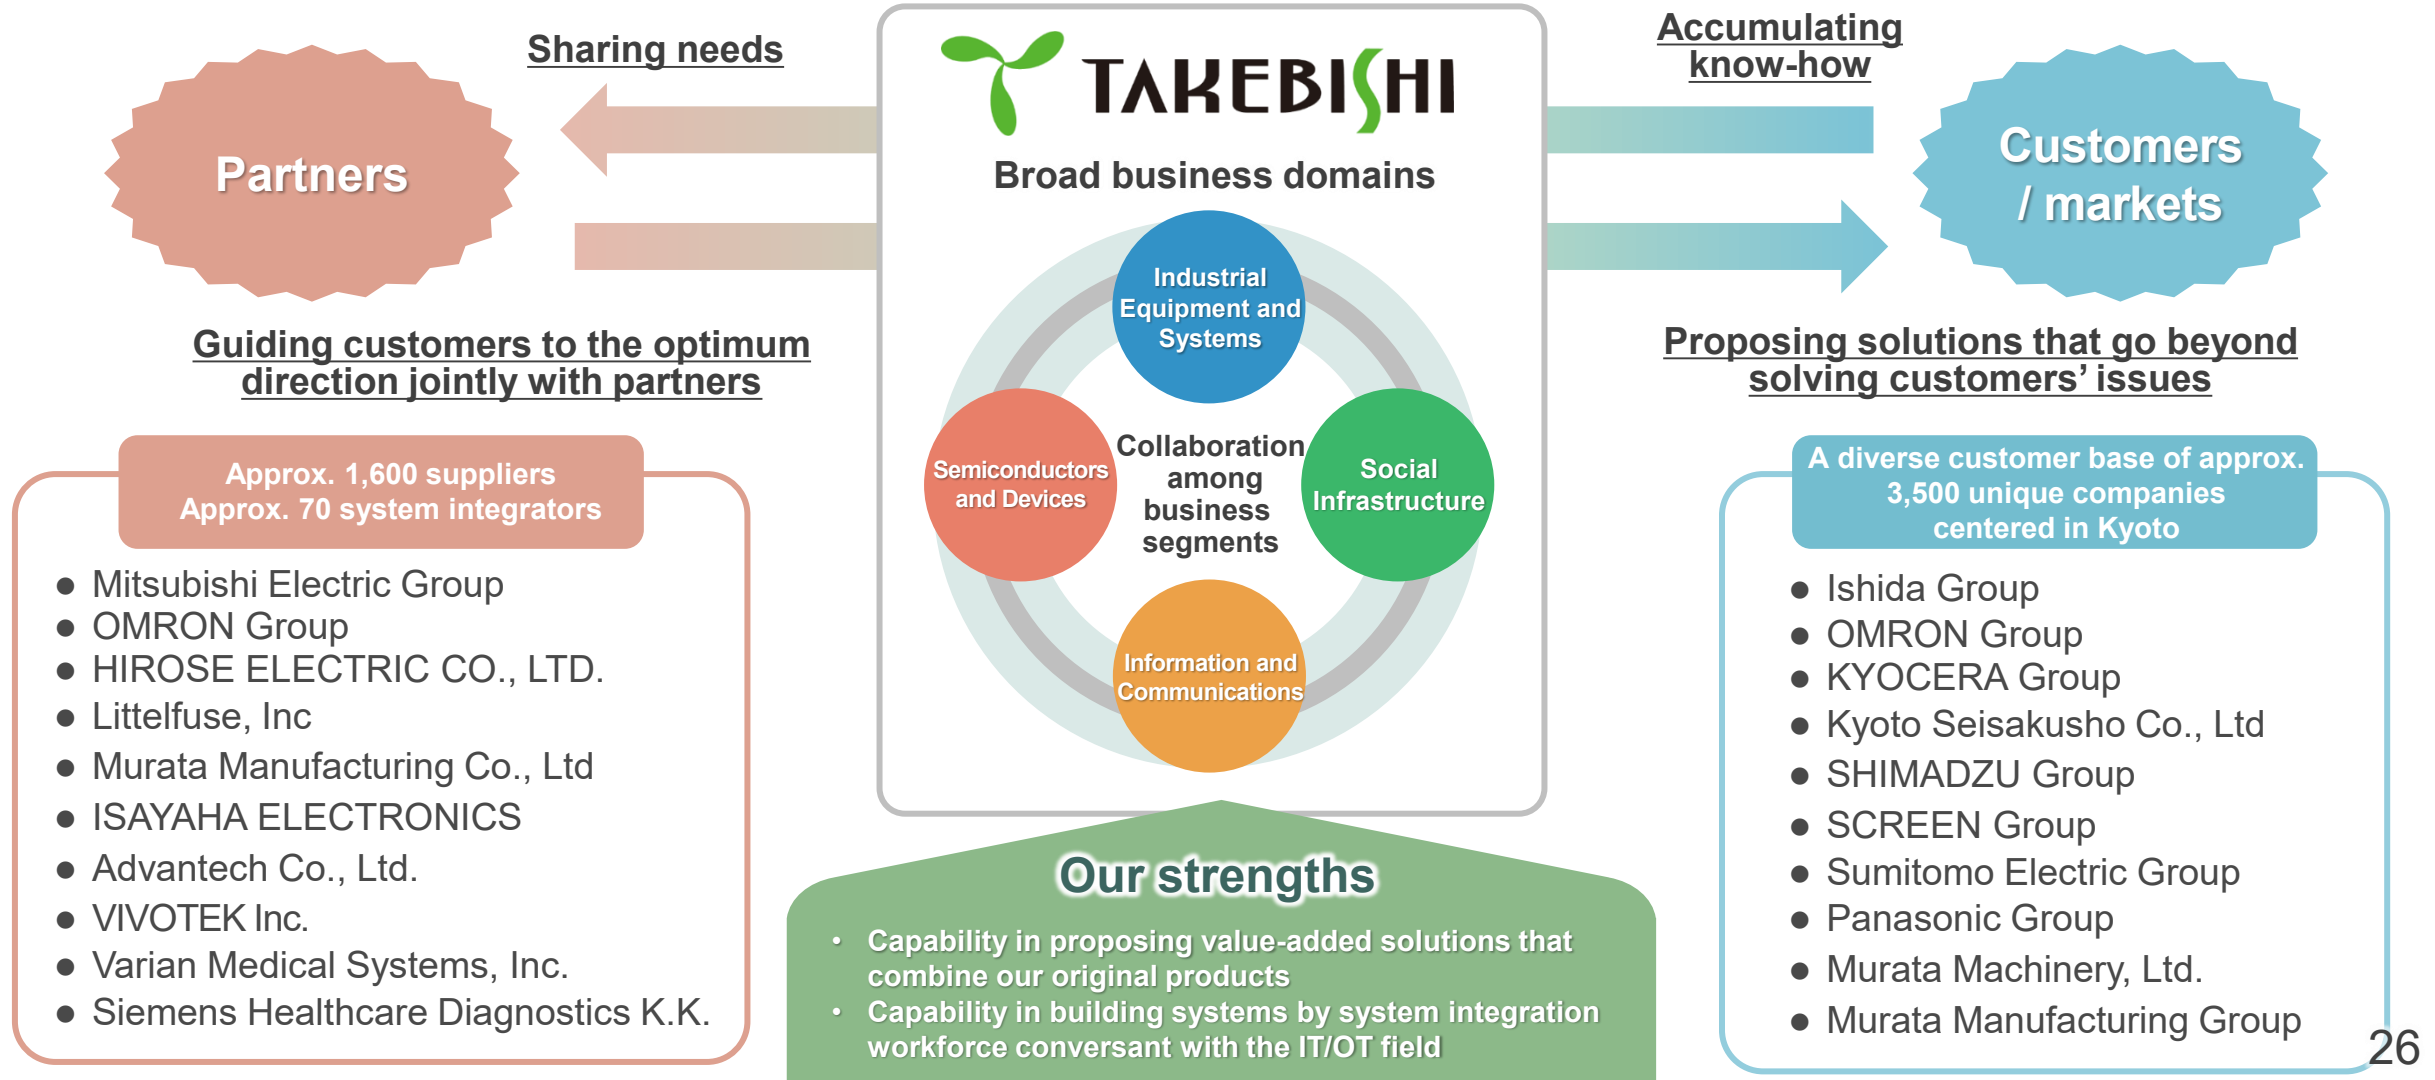 Sharing needs
Partners
Guiding customers to the optimum
direction jointly with partners
Approx. 1,600 suppliers
Approx. 70 system integrators
● Mitsubishi Electric Group
● OMRON Group
● HIROSE ELECTRIC CO., LTD.
● Littelfuse, Inc
● Murata Manufacturing Co., Ltd
● ISAYAHA ELECTRONICS
● Advantech Co., Ltd.
● VIVOTEK Inc.
● Varian Medical Systems, Inc.
● Siemens Healthcare Diagnostics K.K.
TAKEBISHI
Broad business domains
Industrial
Equipment and
Systems
Semiconductors
and Devices
Collaboration
among
business
segments
Social
Infrastructure
Information and
Communications
Our strengths
• Capability in proposing value-added solutions that
combine our original products
• Capability in building systems by system integration
workforce conversant with the IT/OT field
Accumulating
know-how
Customers
/ markets
Proposing solutions that go beyond
solving customers’ issues
A diverse customer base of approx.
3,500 unique companies
centered in Kyoto
● Ishida Group
● OMRON Group
● KYOCERA Group
● Kyoto Seisakusho Co., Ltd
● SHIMADZU Group
● SCREEN Group
● Sumitomo Electric Group
● Panasonic Group
● Murata Machinery, Ltd.
● Murata Manufacturing Group
26